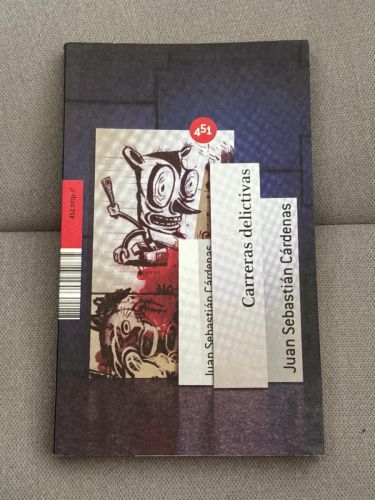 451
451.http://
Juan Sebastián Cárdenas
Carreras delictivas
Juan Sebastián Cárdenas